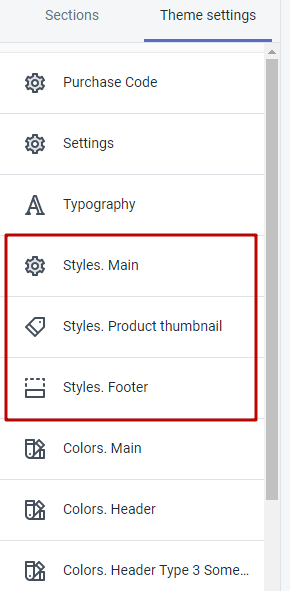 Sections
Theme settings
Purchase Code
Settings
Typography
Styles. Main
Styles. Product thumbnail
Styles. Footer
Colors. Main
Colors. Header
Colors. Header Type 3 Some…